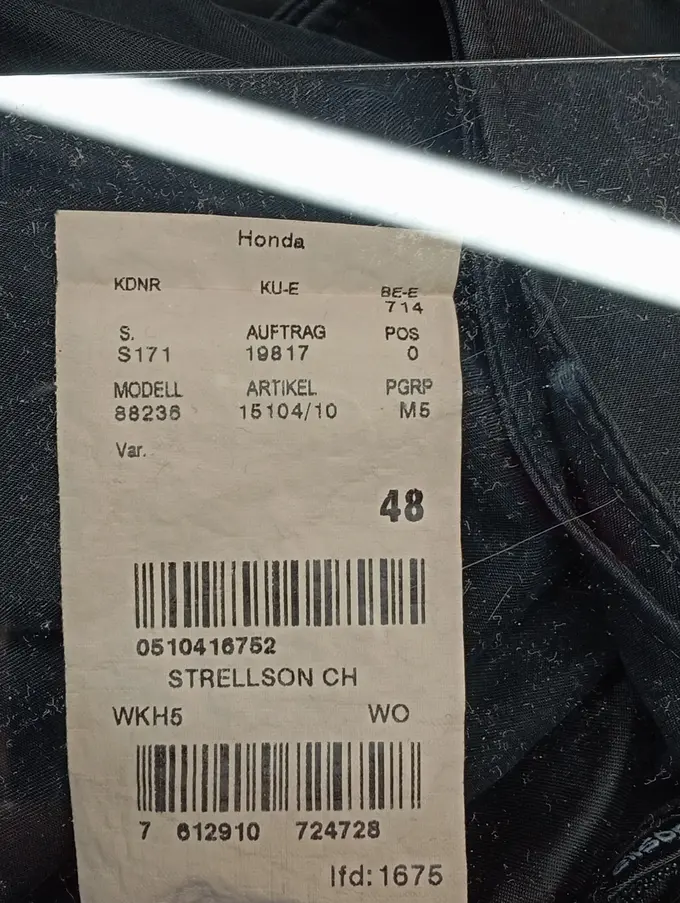 Honda
KDNR KU-E BE-E
714
S. AUFTRAG POS
S171 19817 0
MODELL ARTIKEL PGRP
88236 15104/10 M5
Var.
48
0510416752
STRELLSON CH
WKH5 WO
7 612910 724728
lfd: 1675